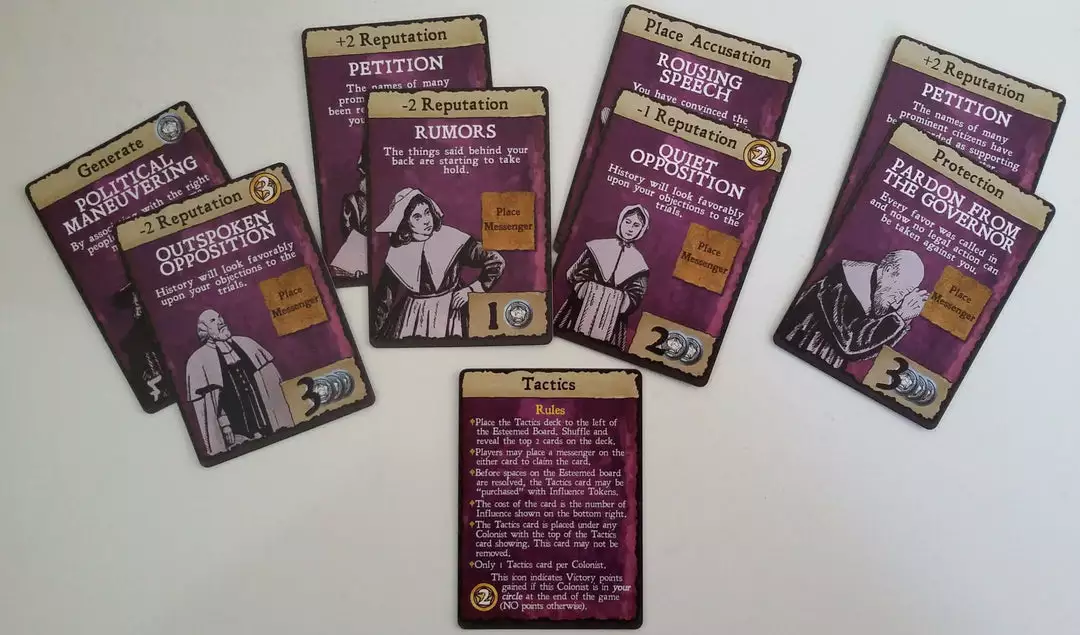 Generate
POLITICAL
MANEUVERING
By
with the right
-2 Reputation
3
OUTSPOKEN
OPPOSITION
History will look favorably
upon your objections to the
trials.
Place
Messenger
3
+2 Reputation
PETITION
The names of many
-2 Reputation
RUMORS
The things said behind your
back are starting to take
hold.
Place
Messenger
1
Place Accusation
ROUSING
SPEECH
You have convinced the
-1 Reputation
2
QUIET
OPPOSITION
History will look favorably
upon your objections to the
trials.
Place
Messenger
2
+2 Reputation
PETITION
The names of many
prominent citizens have
as supporting
Protection
PARDON FROM
THE GOVERNOR
Every favor was called in
and now no legal action can
be taken against you.
Place
Messenger
3
Tactics
Rules
Place the Tactics deck to the left of
the Esteemed Board. Shuffle and
reveal the top 2 cards on the deck.
Players may place a messenger on the
either card to claim the card.
Before spaces on the Esteemed board
are resolved, the Tactics card may be
"purchased" with Influence Tokens.
The cost of the card is the number of
Influence shown on the bottom right.
The Tactics card is placed under any
Colonist with the top of the Tactics
card showing. This card may not be
removed.
Only 1 Tactics card per Colonist.
This icon indicates Victory points
gained if this Colonist is in your
circle at the end of the game
(NO points otherwise).
2